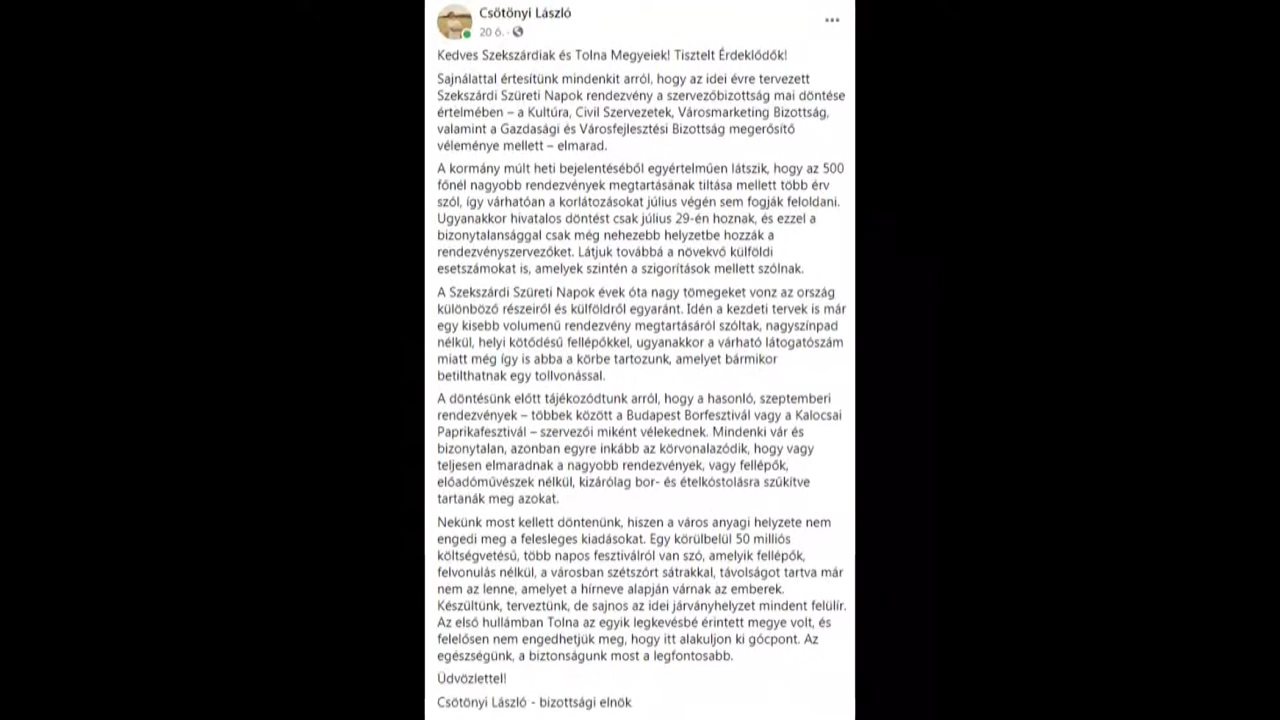 Csötönyi László
20 ó.
Kedves Szekszárdiak és Tolna Megyeiek! Tisztelt Érdeklődők!
Sajnálattal értesítünk mindenkit arról, hogy az idei évre tervezett
Szekszárdi Szüreti Napok rendezvény a szervezőbizottság mai döntése
értelmében – a Kultúra, Civil Szervezetek, Városmarketing Bizottság,
valamint a Gazdasági és Városfejlesztési Bizottság megerősítő
véleménye mellett – elmarad.
A kormány múlt heti bejelentéséből egyértelműen látszik, hogy az 500
főnél nagyobb rendezvények megtartásának tiltása mellett több érv
szól, így várhatóan a korlátozásokat július végén sem fogják feloldani.
Ugyanakkor hivatalos döntést csak július 29-én hoznak, és ezzel a
bizonytalansággal csak még nehezebb helyzetbe hozzák a
rendezvényszervezőket. Látjuk továbbá a növekvő külföldi
esetszámokat is, amelyek szintén a szigorítások mellett szólnak.
A Szekszárdi Szüreti Napok évek óta nagy tömegeket vonz az ország
különböző részeiről és külföldről egyaránt. Idén a kezdeti tervek is már
egy kisebb volumenű rendezvény megtartásáról szóltak, nagyszínpad
nélkül, helyi kötődésű fellépőkkel, ugyanakkor a várható látogatószám
miatt még így is abba a körbe tartozunk, amelyet bármikor
betilthatnak egy tollvonással.
A döntésünk előtt tájékozódtunk arról, hogy a hasonló, szeptemberi
rendezvények – többek között a Budapest Borfesztivál vagy a Kalocsai
Paprikafesztivál – szervezői miként vélekednek. Mindenki vár és
bizonytalan, azonban egyre inkább az körvonalazódik, hogy vagy
teljesen elmaradnak a nagyobb rendezvények, vagy fellépők,
előadóművészek nélkül, kizárólag bor- és ételkóstolásra szűkítve
tartanák meg azokat.
Nekünk most kellett döntenünk, hiszen a város anyagi helyzete nem
engedi meg a felesleges kiadásokat. Egy körülbelül 50 milliós
költségvetésű, több napos fesztiválról van szó, amelyik fellépők,
felvonulás nélkül, a városban szétszórt sátrakkal, távolságot tartva már
nem az lenne, amelyet a hírneve alapján várnak az emberek.
Készültünk, terveztünk, de sajnos az idei járványhelyzet mindent felülír.
Az első hullámban Tolna az egyik legkevésbé érintett megye volt, és
felelősen nem engedhetjük meg, hogy itt alakuljon ki gócpont. Az
egészségünk, a biztonságunk most a legfontosabb.
Üdvözlettel!
Csötönyi László - bizottsági elnök